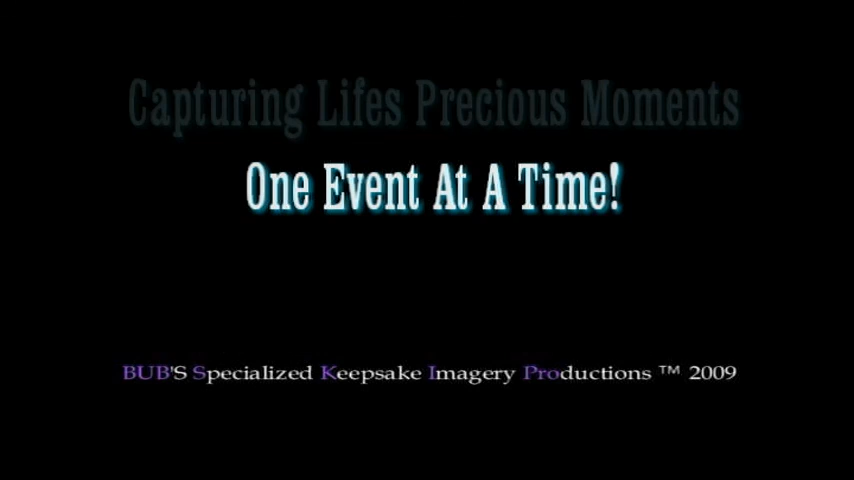 Capturing Lifes Precious Moments
One Event At A Time!
BUB'S Specialized Keepsake Imagery Productions ™ 2009